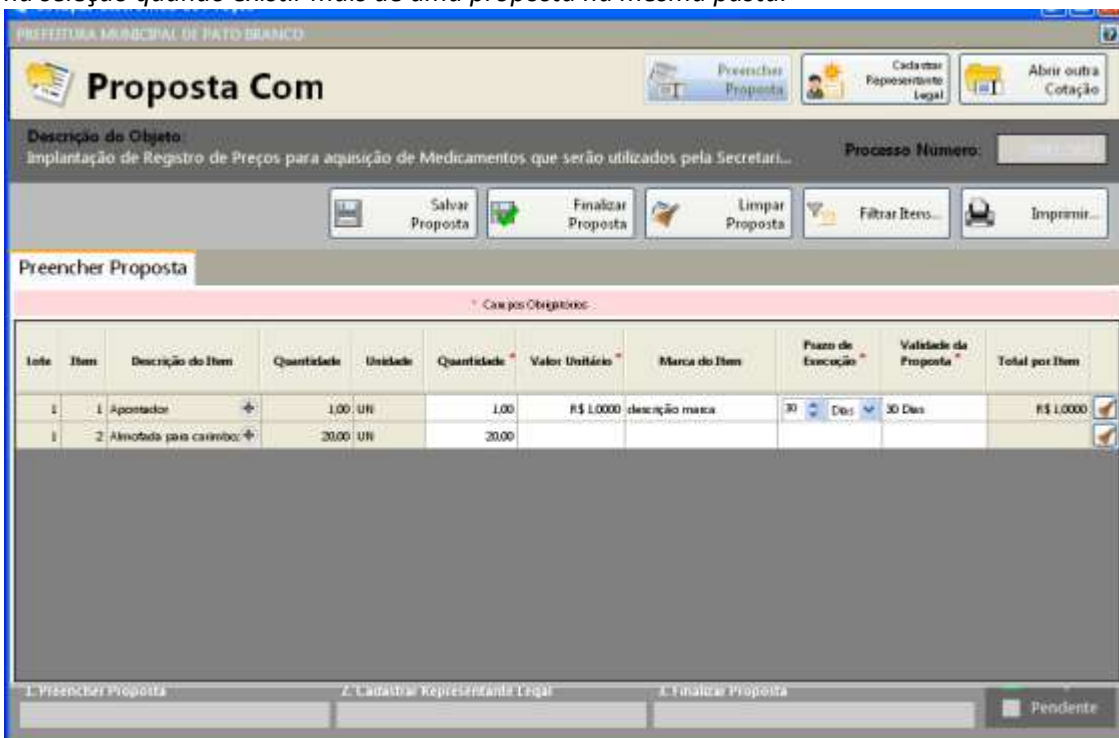 na seleção quando existir mais de uma proposta na mesma pasta.
PREFEITURA MUNICIPAL DE PATO BRANCO
Proposta Com
Preencher Proposta
Cadastrar Representante Legal
Abrir outra Cotação
Descrição do Objeto:
Implantação de Registro de Preços para aquisição de Medicamentos que serão utilizados pela Secretari...
Processo Número:
Salvar Proposta
Finalizar Proposta
Limpar Proposta
Filtrar Itens...
Imprimir...
Preencher Proposta
* Campos Obrigatórios
Lote Item Descrição do Item Quantidade Unidade Quantidade * Valor Unitário * Marca do Item Prazo de Execução * Validade da Proposta * Total por Item
1 1 Apontador 1,00 UN 1,00 R$ 1,0000 descrição marca 30 Dias 30 Dias R$ 1,0000
1 2 Almofada para carimbo: 20,00 UN 20,00
1. Preencher Proposta 2. Cadastrar Representante Legal 3. Finalizar Proposta
Pendente